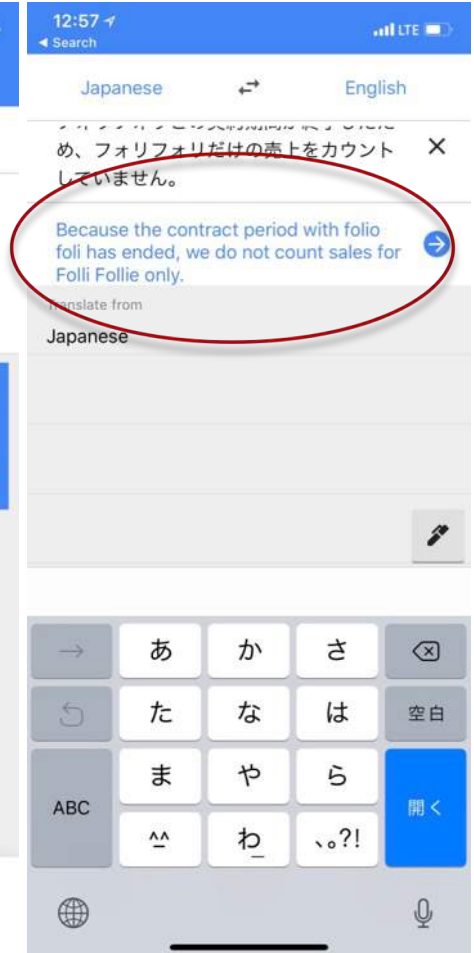 12:57
LTE
◀ Search
Japanese
English
め、フォリフォリだけの売上をカウント
していません。
Because the contract period with folio
foli has ended, we do not count sales for
Folli Follie only.
Translate from
Japanese
→ あ か さ
た な は 空白
ま や ら
ABC
開く
^^ わ_ 、。?!